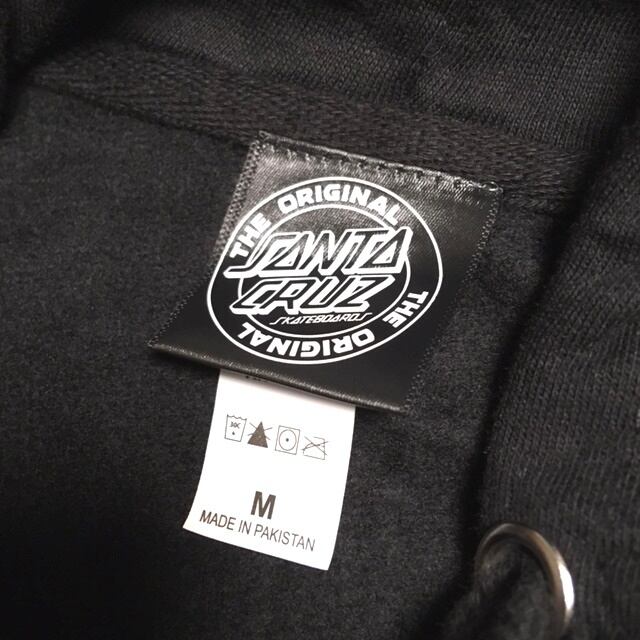 THE ORIGINAL
SANTA
CRUZ
SKATEBOARDS
THE ORIGINAL
M
MADE IN PAKISTAN